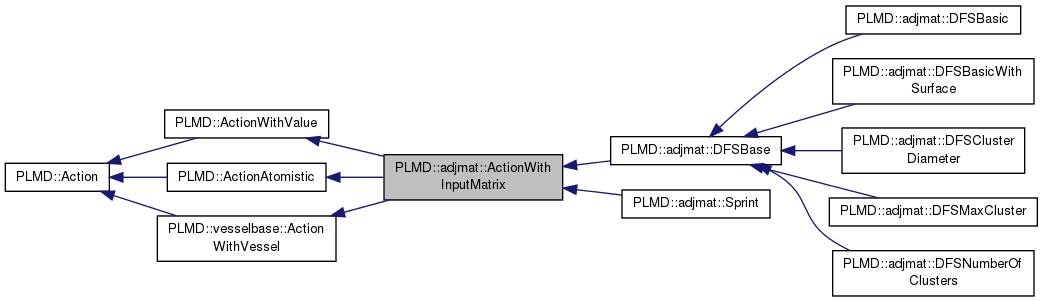 PLMD::Action
PLMD::ActionWithValue
PLMD::ActionAtomistic
PLMD::vesselbase::Action
WithVessel
PLMD::adjmat::ActionWith
InputMatrix
PLMD::adjmat::DFSBase
PLMD::adjmat::Sprint
PLMD::adjmat::DFSBasic
PLMD::adjmat::DFSBasicWith
Surface
PLMD::adjmat::DFSCluster
Diameter
PLMD::adjmat::DFSMaxCluster
PLMD::adjmat::DFSNumberOf
Clusters